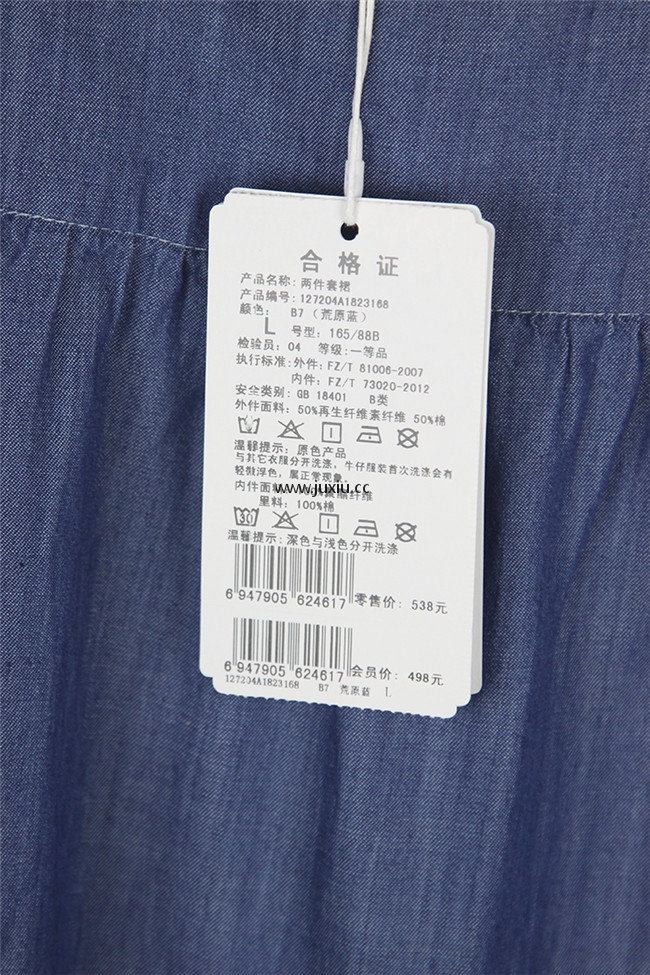 合格证
产品名称: 两件套裙
产品编号: 127204A1823168
颜色: B7 (荒原蓝)
L 号型: 165/88B
检验员: 04 等级: 一等品
执行标准: 外件: FZ/T 81006-2007
内件: FZ/T 73020-2012
安全类别: GB 18401 B类
外件面料: 50%再生纤维素纤维 50%棉
温馨提示: 原色产品
与其它衣服分开洗涤, 牛仔服装首次洗涤会有
轻微浮色, 属正常现象.
www.juxiu.cc
内件面料 纤维
里料: 100%棉
30
温馨提示: 深色与浅色分开洗涤
6 947905 624617 零售价: 538元
6 947905 624617 会员价: 498元
127204A1823168 B7 荒原蓝 L